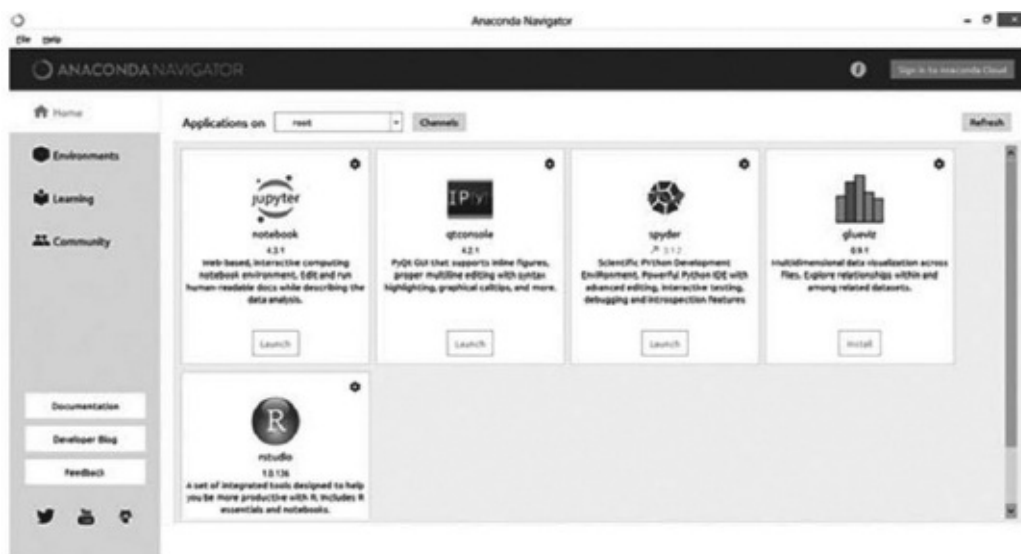 Anaconda Navigator
File Help
ANACONDA NAVIGATOR
Sign in to Anaconda Cloud
Home
Environments
Learning
Community
Documentation
Developer Blog
Feedback
Applications on root Channels Refresh
jupyter
notebook
4.3.1
Web-based, interactive computing
notebook environment. Edit and run
human-readable docs while describing the
data analysis.
Launch
IP[y]:
qtconsole
4.2.1
PyQt GUI that supports inline figures,
proper multiline editing with syntax
highlighting, graphical calltips, and more.
Launch
spyder
3.1.2
Scientific PYthon Development
EnviRonment. Powerful Python IDE with
advanced editing, interactive testing,
debugging and introspection features
Launch
glueviz
0.9.1
Multidimensional data visualization across
files. Explore relationships within and
among related datasets.
Install
R
rstudio
1.0.136
A set of integrated tools designed to help
you be more productive with R. Includes R
essentials and notebooks.